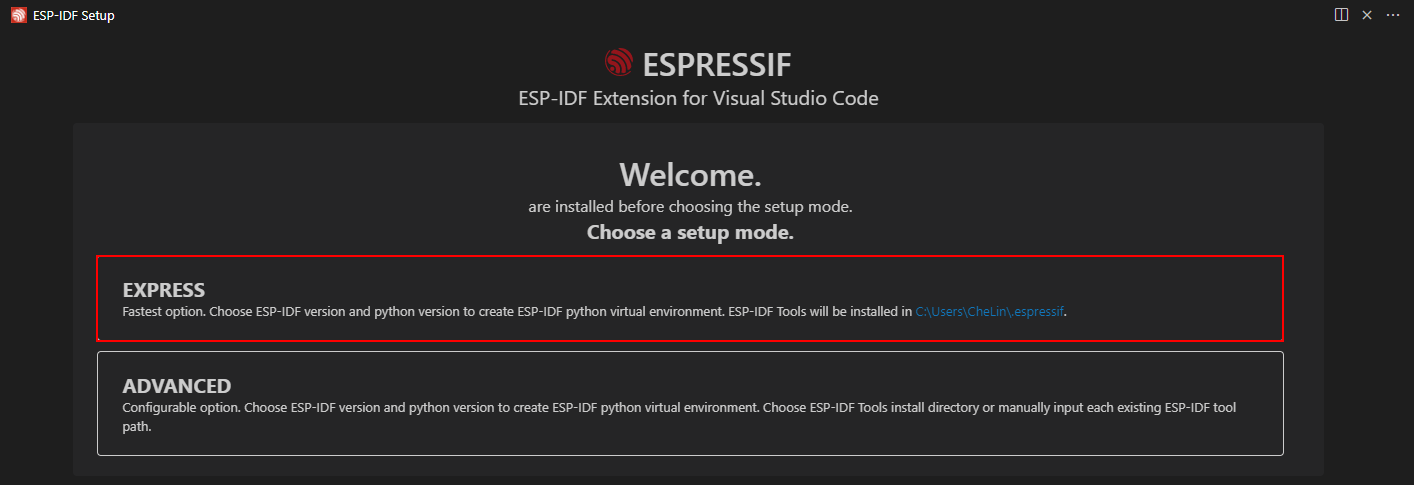 ESP-IDF Setup
ESPRESSIF
ESP-IDF Extension for Visual Studio Code
Welcome.
are installed before choosing the setup mode.
Choose a setup mode.
EXPRESS
Fastest option. Choose ESP-IDF version and python version to create ESP-IDF python virtual environment. ESP-IDF Tools will be installed in C:\Users\CheLin\.espressif.
ADVANCED
Configurable option. Choose ESP-IDF version and python version to create ESP-IDF python virtual environment. Choose ESP-IDF Tools install directory or manually input each existing ESP-IDF tool
path.